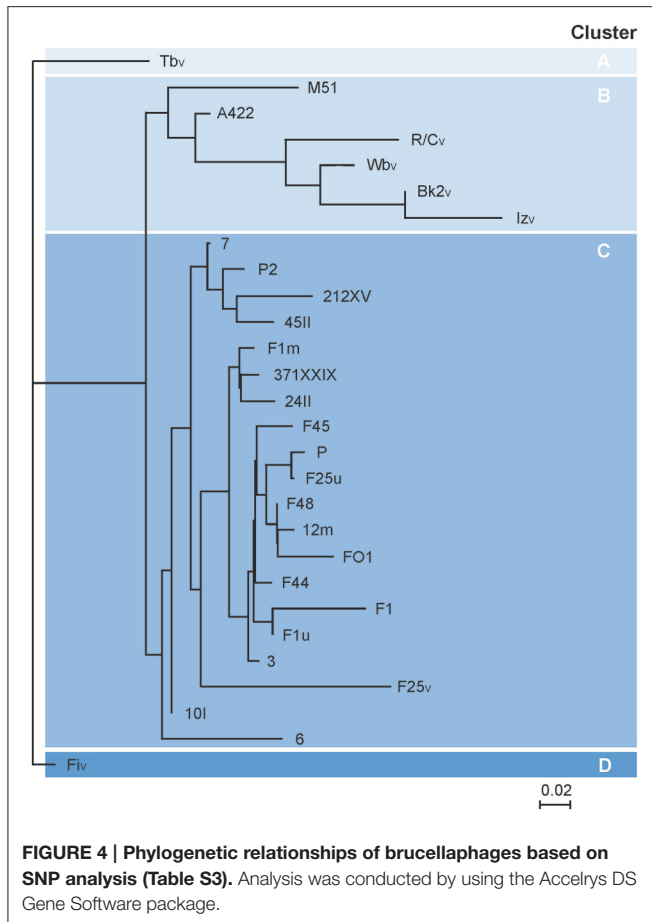 Cluster
Tbv
A
M51
B
A422
R/Cv
Wbv
Bk2v
Izv
7
C
P2
212XV
45II
F1m
371XXIX
24II
F45
P
F25u
F48
12m
FO1
F44
F1
F1u
3
F25v
10I
6
Fiv
D
0.02
FIGURE 4 | Phylogenetic relationships of brucellaphages based on
SNP analysis (Table S3). Analysis was conducted by using the Accelrys DS
Gene Software package.